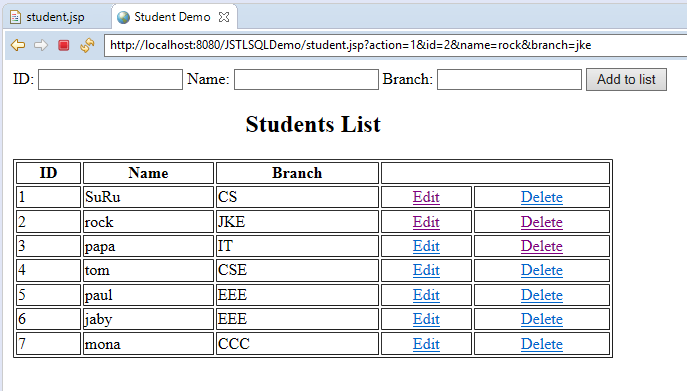 student.jsp Student Demo
http://localhost:8080/JSTLSQLDemo/student.jsp?action=1&id=2&name=rock&branch=jke
ID: Name: Branch: Add to list
Students List
ID Name Branch
1 SuRu CS Edit Delete
2 rock JKE Edit Delete
3 papa IT Edit Delete
4 tom CSE Edit Delete
5 paul EEE Edit Delete
6 jaby EEE Edit Delete
7 mona CCC Edit Delete